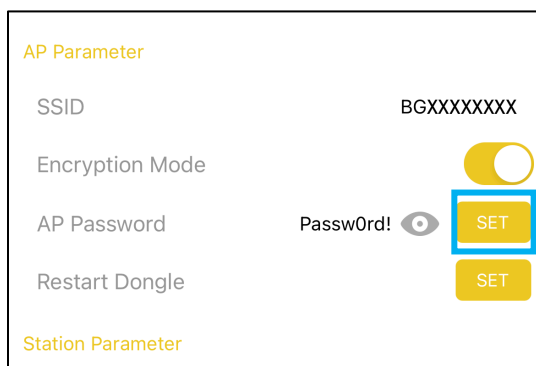 AP Parameter
SSID BGXXXXXXXX
Encryption Mode
AP Password Passw0rd! SET
Restart Dongle SET
Station Parameter